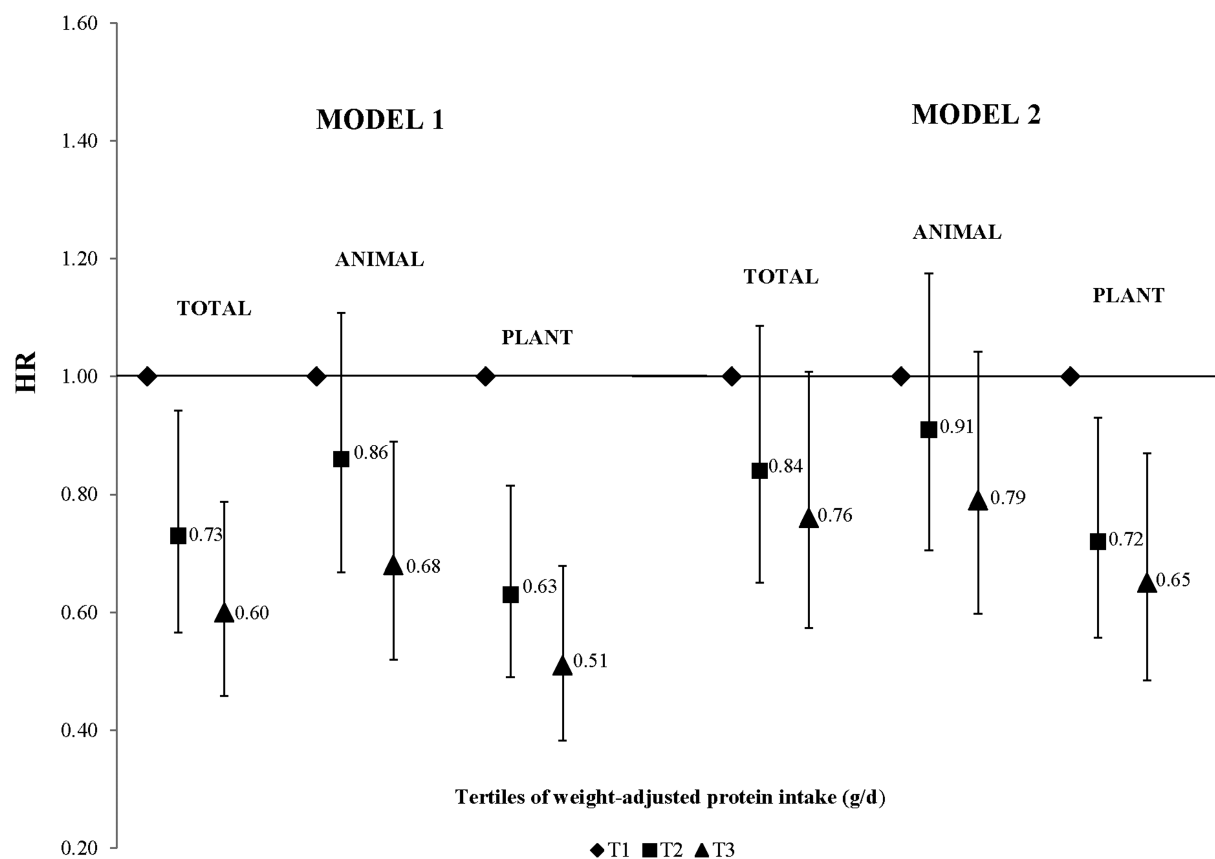 1.60
MODEL 1
MODEL 2
1.40
ANIMAL
1.20
ANIMAL
TOTAL
PLANT
TOTAL
PLANT
HR
1.00
0.91
0.86
0.84
0.80
0.79
0.76
0.73
0.72
0.68
0.65
0.63
0.60
0.60
0.51
0.40
Tertiles of weight-adjusted protein intake (g/d)
0.20
T1 T2 T3